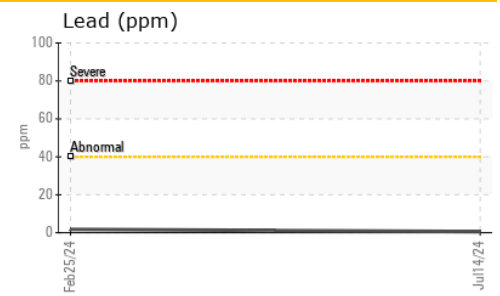 Lead (ppm)
100
Severe
80
60
ppm
Abnormal
40
20
0
Feb25/24
Jul14/24